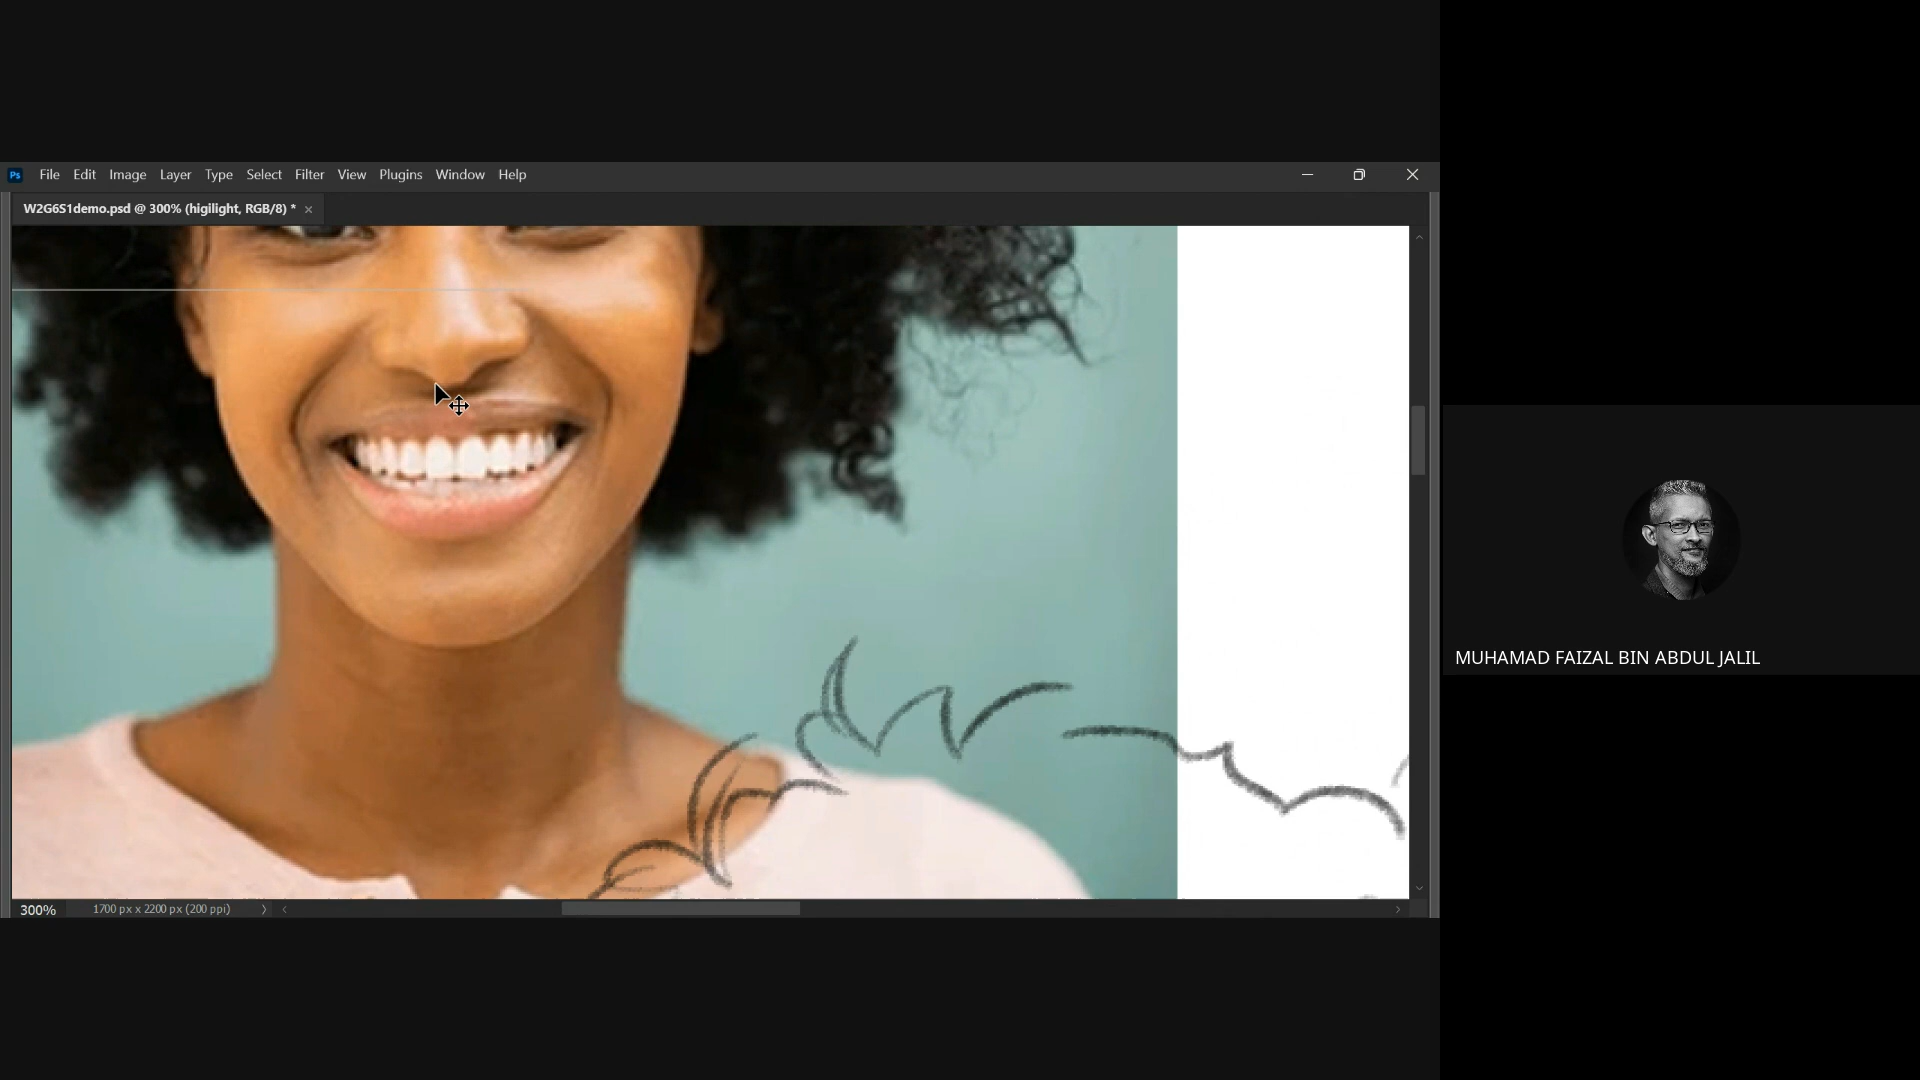 Ps File Edit Image Layer Type Select Filter View Plugins Window Help
W2G6S1demo.psd @ 300% (higilight, RGB/8) *
MUHAMAD FAIZAL BIN ABDUL JALIL
300% 1700 px x 2200 px (200 ppi)